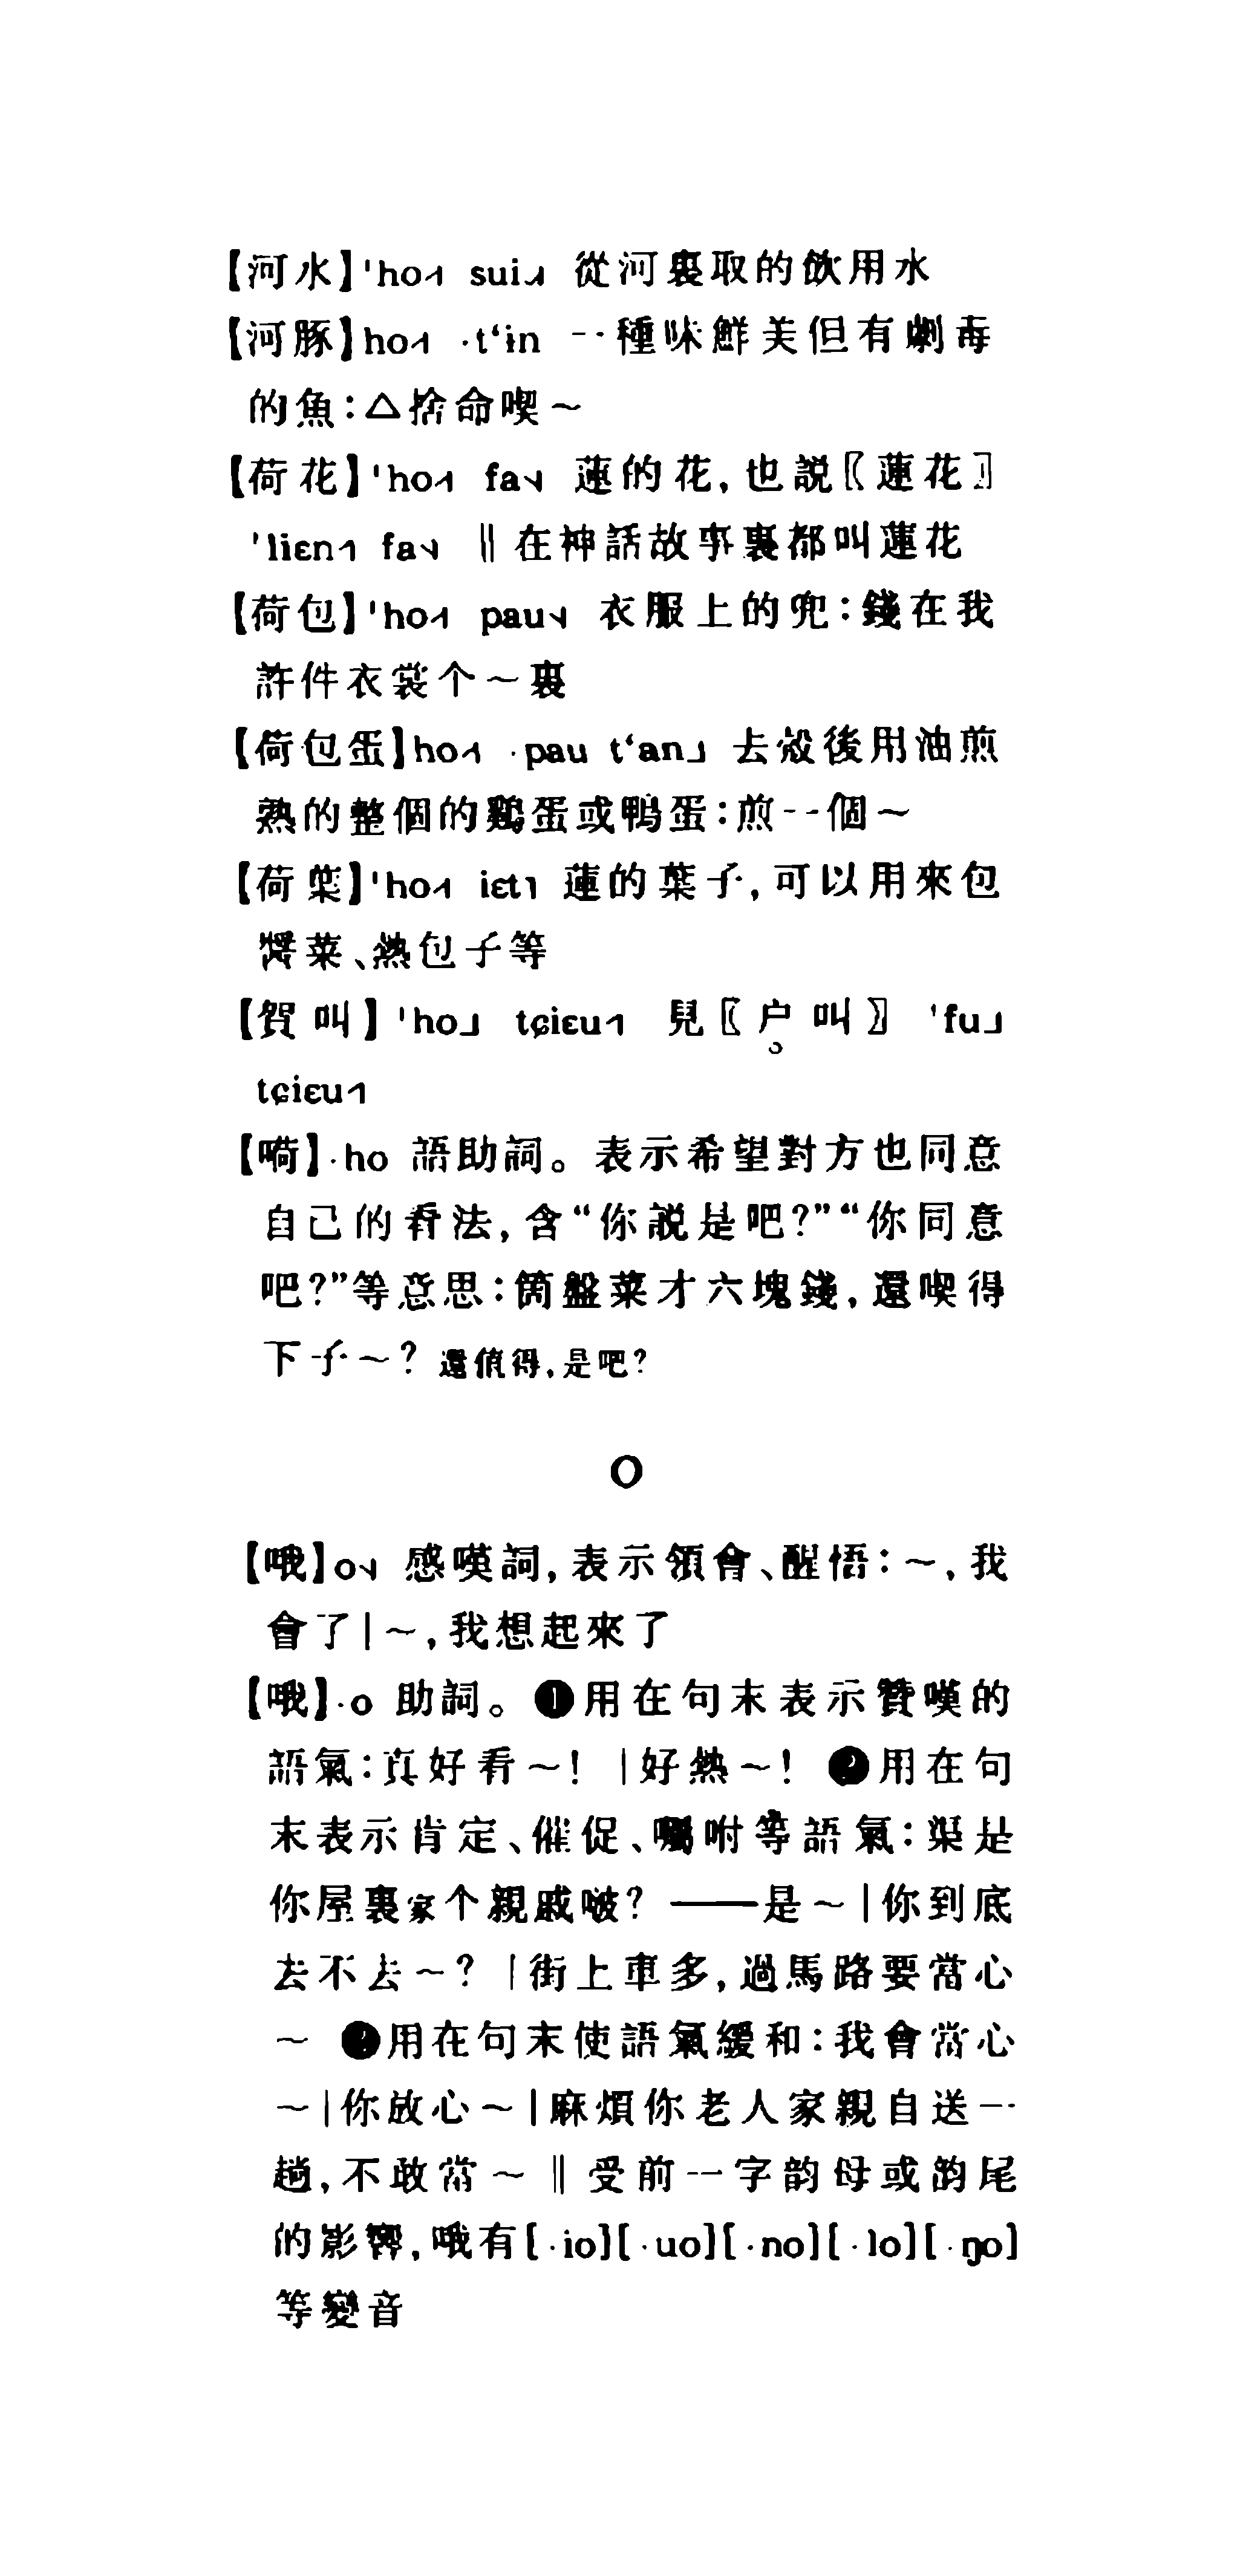 【河水】ˈho˧˥ sui˨˩˧ 從河裏取的飲用水
【河豚】ho˧˥ ·tʻin 一種味鮮美但有劇毒
的魚：△捨命喫～
【荷花】ˈho˧˥ fa˦˨ 蓮的花，也説〖蓮花〗
ˈliɛn˧˥ fa˦˨ ‖在神話故事裏都叫蓮花
【荷包】ˈho˧˥ pau˦˨ 衣服上的兜：錢在我
許件衣裳个～裏
【荷包蛋】ho˧˥ ·pau tʻan˩ 去殼後用油煎
熟的整個的鷄蛋或鴨蛋：煎一個～
【荷葉】ˈho˧˥ iɛt˥ 蓮的葉子，可以用來包
醬菜、熱包子等
【賀叫】ˈho˩ tɕiɛu˧˥ 見〖户叫〗 ˈfu˩
tɕiɛu˧˥
【嗬】·ho 語助詞。表示希望對方也同意
自己的看法，含“你説是吧?”“你同意
吧?”等意思：箇盤菜才六塊錢，還喫得
下子～? 還值得，是吧?
O
【哦】o˦˨ 感嘆詞，表示領會、醒悟：～，我
會了|～，我想起來了
【哦】·o 助詞。❶用在句末表示贊嘆的
語氣：真好看～! |好熱～! ❷用在句
末表示肯定、催促、囑咐等語氣：渠是
你屋裏家个親戚啵? ——是～|你到底
去不去～? |街上車多，過馬路要當心
～ ❸用在句末使語氣緩和：我會當心
～|你放心～|麻煩你老人家親自送一
趟，不敢當～ ‖受前一字韵母或韵尾
的影響，哦有[·io][·uo][·no][·lo][·ŋo]
等變音